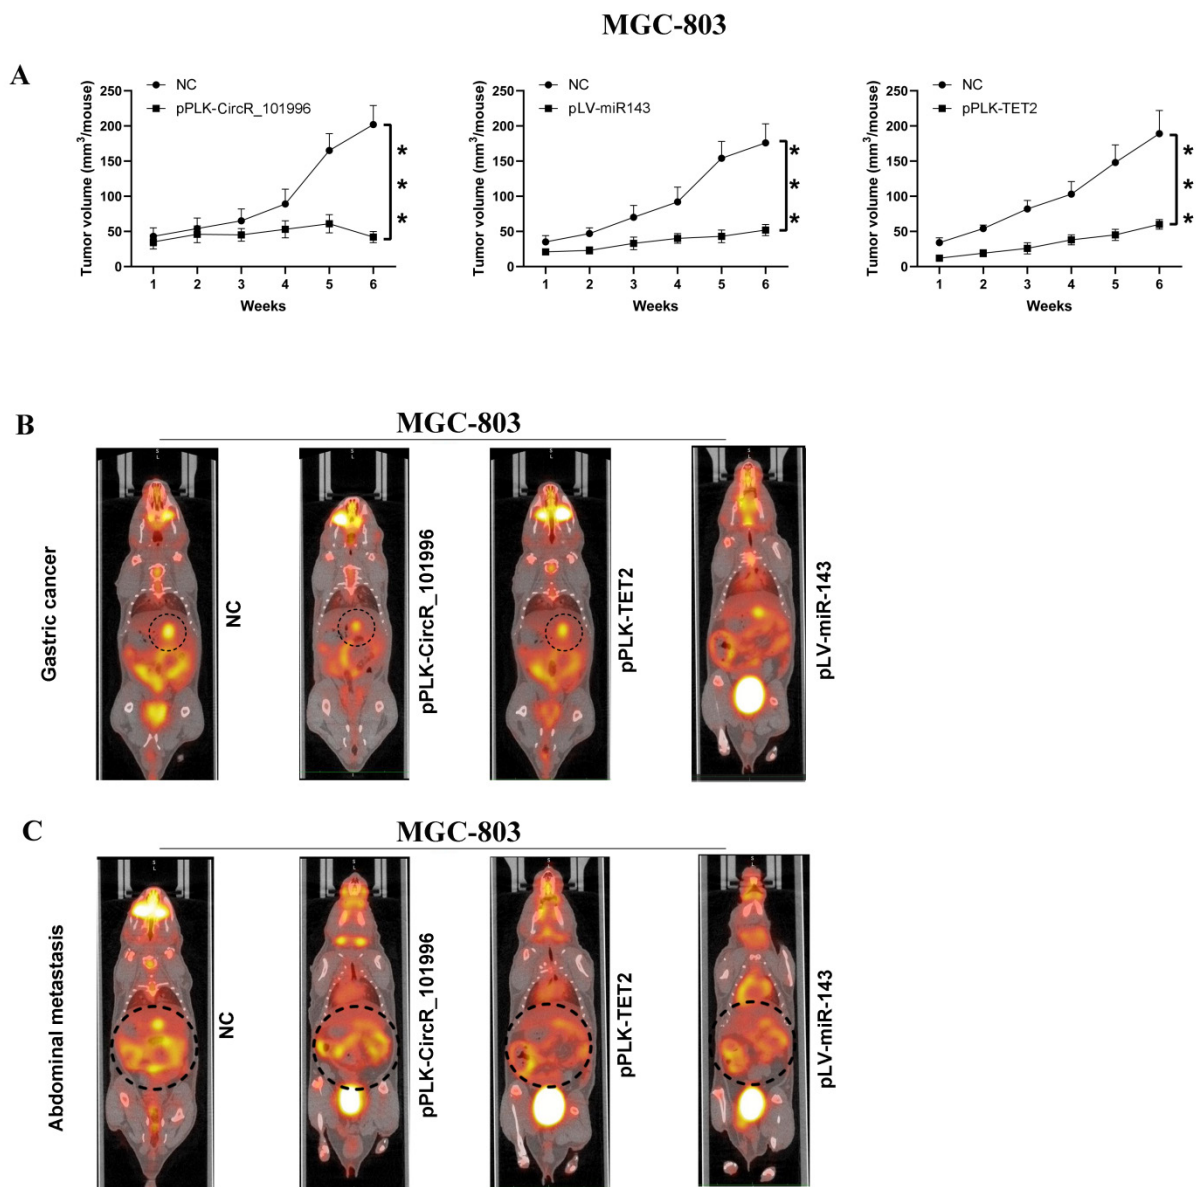 MGC-803
A
NC
pPLK-CircR_101996
Tumor volume (mm³/mouse)
250
200
150
100
50
0
1 2 3 4 5 6
Weeks
* * *
NC
pLV-miR143
Tumor volume (mm³/mouse)
250
200
150
100
50
0
1 2 3 4 5 6
Weeks
* * *
NC
pPLK-TET2
Tumor volume (mm³/mouse)
250
200
150
100
50
0
1 2 3 4 5 6
Weeks
* * *
B
MGC-803
Gastric cancer
NC
pPLK-CircR_101996
pPLK-TET2
pLV-miR-143
C
MGC-803
Abdominal metastasis
NC
pPLK-CircR_101996
pPLK-TET2
pLV-miR-143